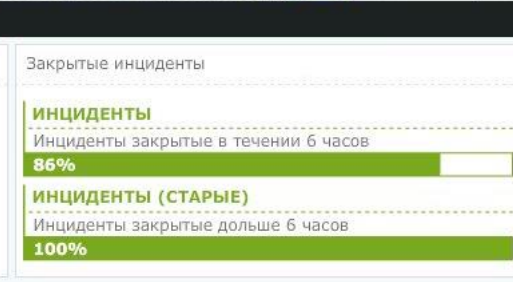 Закрытые инциденты
ИНЦИДЕНТЫ
Инциденты закрытые в течении 6 часов
86%
ИНЦИДЕНТЫ (СТАРЫЕ)
Инциденты закрытые дольше 6 часов
100%